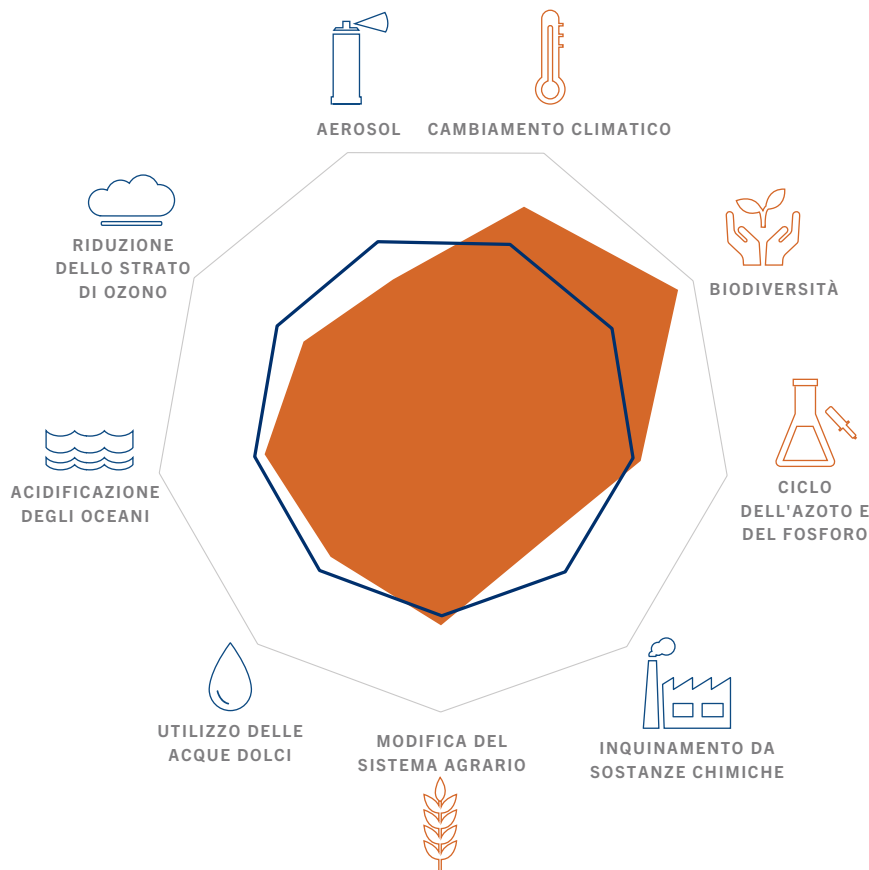 AEROSOL
CAMBIAMENTO CLIMATICO
RIDUZIONE
DELLO STRATO
DI OZONO
BIODIVERSITÀ
ACIDIFICAZIONE
DEGLI OCEANI
CICLO
DELL'AZOTO E
DEL FOSFORO
UTILIZZO DELLE
ACQUE DOLCI
MODIFICA DEL
SISTEMA AGRARIO
INQUINAMENTO DA
SOSTANZE CHIMICHE